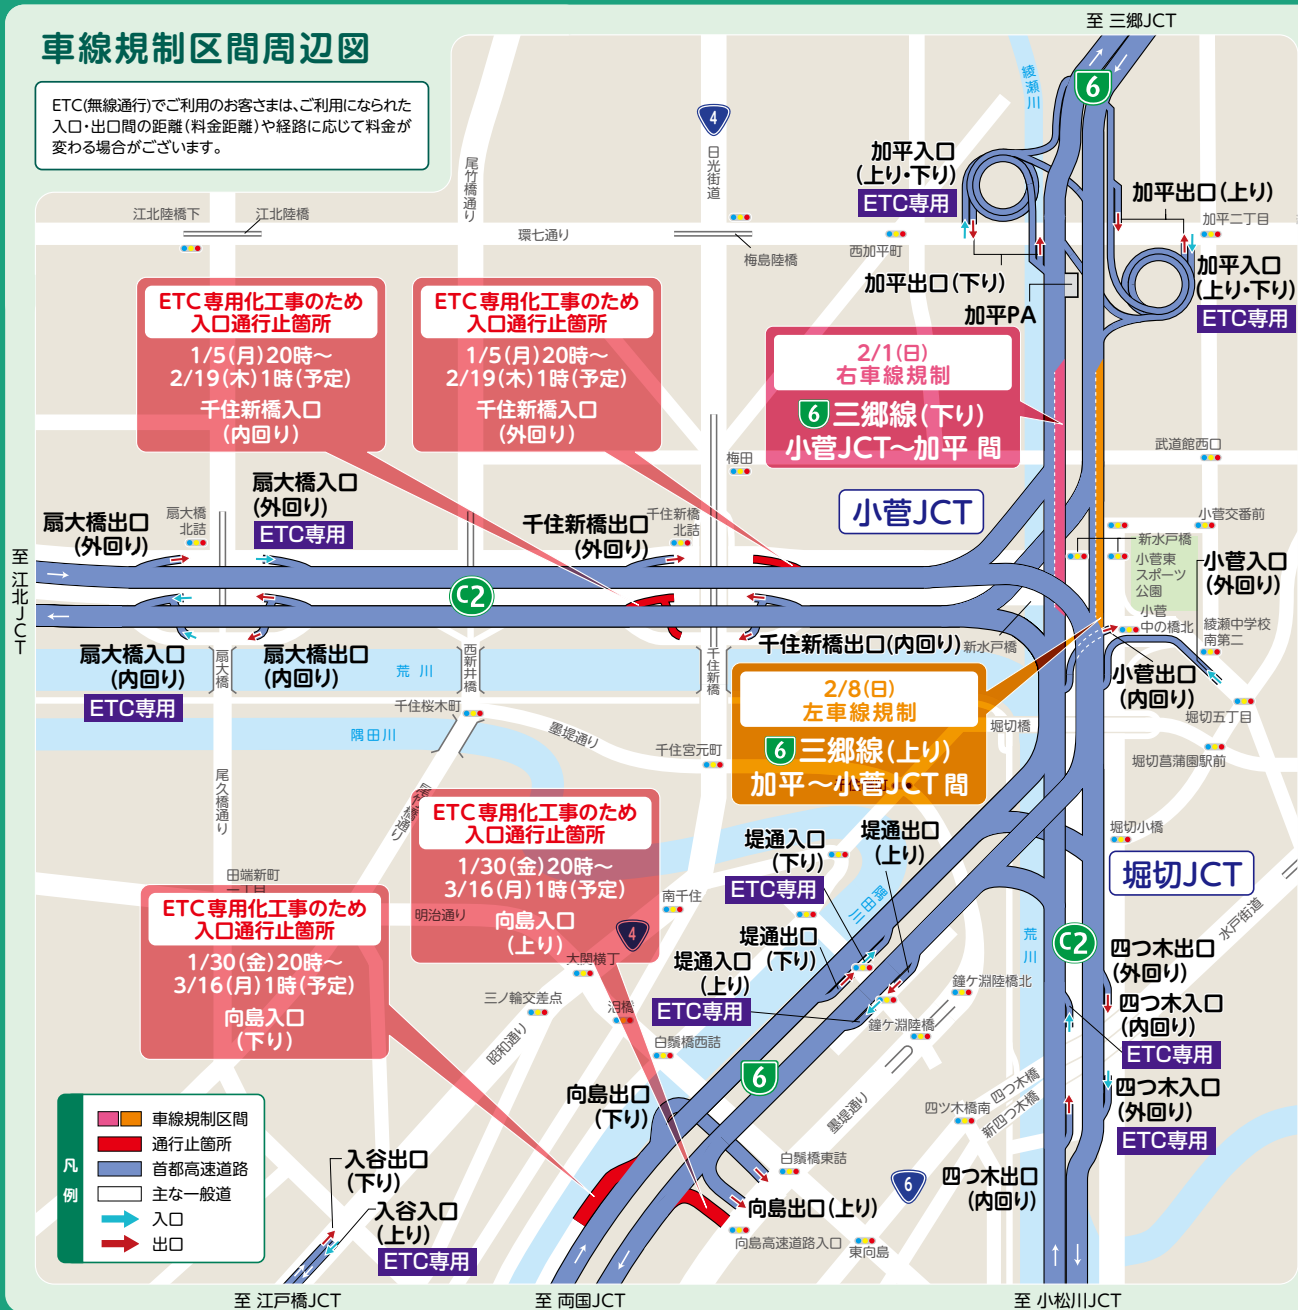 至 三郷JCT
車線規制区間周辺図
ETC(無線通行)でご利用のお客さまは、ご利用になられた
入口・出口間の距離(料金距離)や経路に応じて料金が
変わる場合がございます。
綾瀬川
6
4
日光街道
尾竹橋通り
加平入口
(上り・下り)
ETC専用
加平出口(上り)
加平二丁目
江北陸橋下
江北陸橋
環七通り
梅島陸橋
西加平町
加平出口(下り)
加平PA
加平入口
(上り・下り)
ETC専用
ETC専用化工事のため
入口通行止箇所
1/5(月)20時～
2/19(木)1時(予定)
千住新橋入口
(内回り)
ETC専用化工事のため
入口通行止箇所
1/5(月)20時～
2/19(木)1時(予定)
千住新橋入口
(外回り)
2/1(日)
右車線規制
6 三郷線(下り)
小菅JCT～加平 間
武道館西口
梅田
小菅JCT
扇大橋入口
(外回り)
ETC専用
扇大橋出口
(外回り)
扇大橋
北詰
千住新橋出口
(外回り)
千住新橋
北詰
小菅交番前
新水戸橋
小菅東
スポーツ
公園
小菅入口
(外回り)
至 江北JCT
C2
小菅
中の橋北
綾瀬中学校
南第二
扇大橋入口
(内回り)
ETC専用
扇大橋
扇大橋出口
(内回り)
荒川
西新井橋
千住新橋
千住新橋出口(内回り)
新水戸橋
小菅出口
(内回り)
2/8(日)
左車線規制
6 三郷線(上り)
加平～小菅JCT 間
千住桜木町
隅田川
墨堤通り
千住宮元町
堀切橋
堀切五丁目
堀切菖蒲園駅前
尾久橋通り
尾竹橋通り
ETC専用化工事のため
入口通行止箇所
1/30(金)20時～
3/16(月)1時(予定)
向島入口
(上り)
堤通入口
(下り)
ETC専用
堤通出口
(上り)
堀切小橋
堀切JCT
田端新町
一丁目
明治通り
南千住
4
隅田川
ETC専用化工事のため
入口通行止箇所
1/30(金)20時～
3/16(月)1時(予定)
向島入口
(下り)
大関横丁
堤通出口
(下り)
堤通入口
(上り)
ETC専用
荒川
C2
水戸街道
四つ木出口
(外回り)
鐘ケ淵陸橋北
三ノ輪交差点
泪橋
昭和通り
白鬚橋西詰
鐘ケ淵陸橋
四つ木入口
(内回り)
ETC専用
6
向島出口
(下り)
墨堤通り
四ツ木橋南
四つ木橋
新四つ木橋
四つ木入口
(外回り)
ETC専用
凡例
車線規制区間
通行止箇所
首都高速道路
主な一般道
入口
出口
入谷出口
(下り)
入谷入口
(上り)
ETC専用
白鬚橋東詰
6
四つ木出口
(内回り)
向島出口(上り)
向島高速道路入口
東向島
至 江戸橋JCT
至 両国JCT
至 小松川JCT